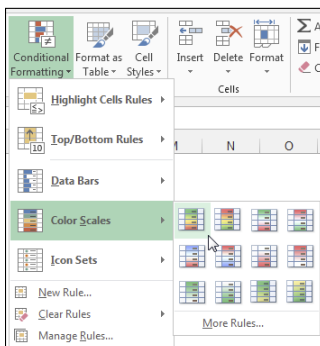 Conditional Format as Cell Insert Delete Format
Formatting Table Styles
Cells
Highlight Cells Rules
Top/Bottom Rules
10
M N O
Data Bars
Color Scales
Icon Sets
New Rule...
Clear Rules
Manage Rules...
More Rules...